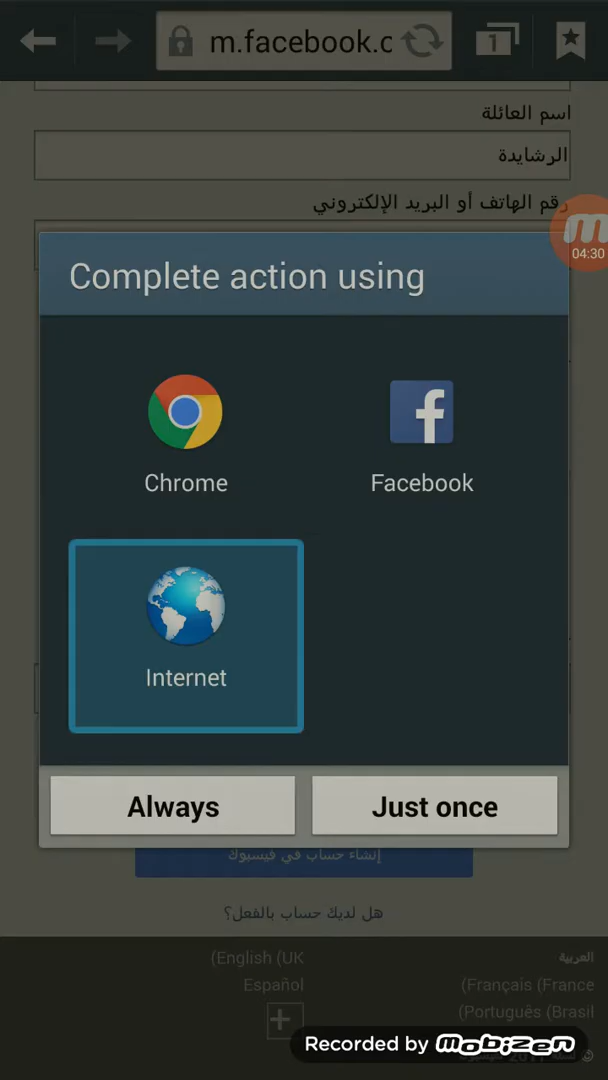 m.facebook.c
1
اسم العائلة
الرشايدة
رقم الهاتف أو البريد الإلكتروني
04:30
Complete action using
Chrome
Facebook
Internet
Always
Just once
إنشاء حساب في فيسبوك
هل لديك حساب بالفعل؟
العربية
(English (UK
(Français (France
Español
(Português (Brasil
Recorded by mobizen